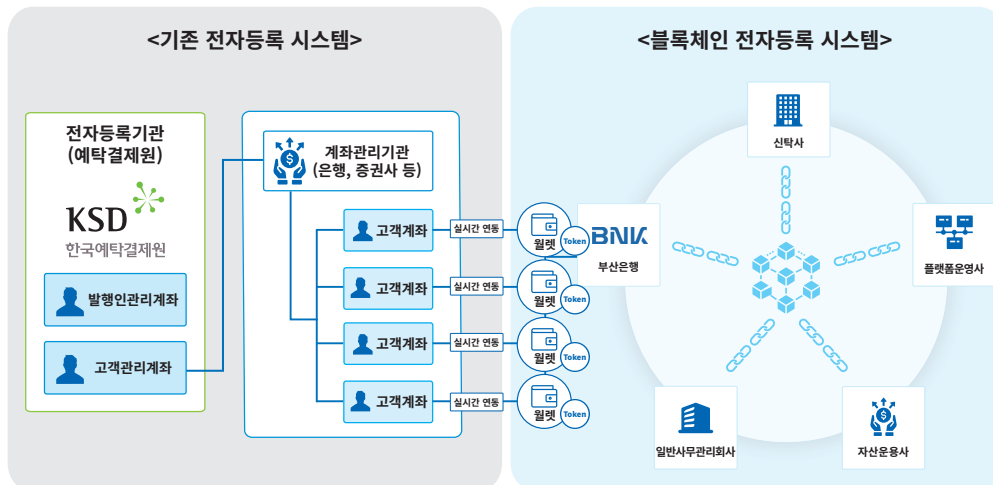 <기존 전자등록 시스템>
전자등록기관
(예탁결제원)
KSD
한국예탁결제원
발행인관리계좌
고객관리계좌
계좌관리기관
(은행, 증권사 등)
고객계좌
실시간 연동
월렛
Token
고객계좌
실시간 연동
월렛
Token
고객계좌
실시간 연동
월렛
Token
고객계좌
실시간 연동
월렛
Token
<블록체인 전자등록 시스템>
신탁사
BNK
부산은행
플랫폼운영사
일반사무관리회사
자산운용사